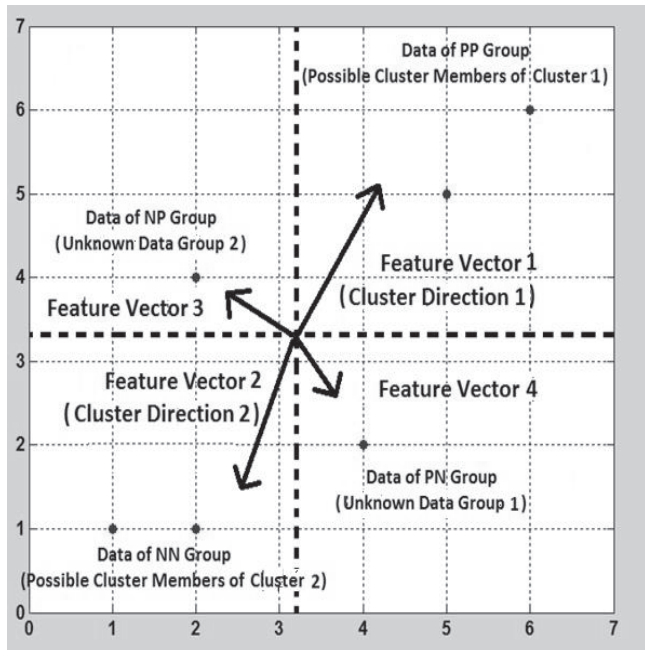 7
Data of PP Group
(Possible Cluster Members of Cluster 1)
6
5
Data of NP Group
(Unknown Data Group 2)
4
Feature Vector 1
(Cluster Direction 1)
Feature Vector 3
3
Feature Vector 2
(Cluster Direction 2)
Feature Vector 4
2
Data of PN Group
(Unknown Data Group 1)
1
Data of NN Group
(Possible Cluster Members of Cluster 2)
0
0 1 2 3 4 5 6 7